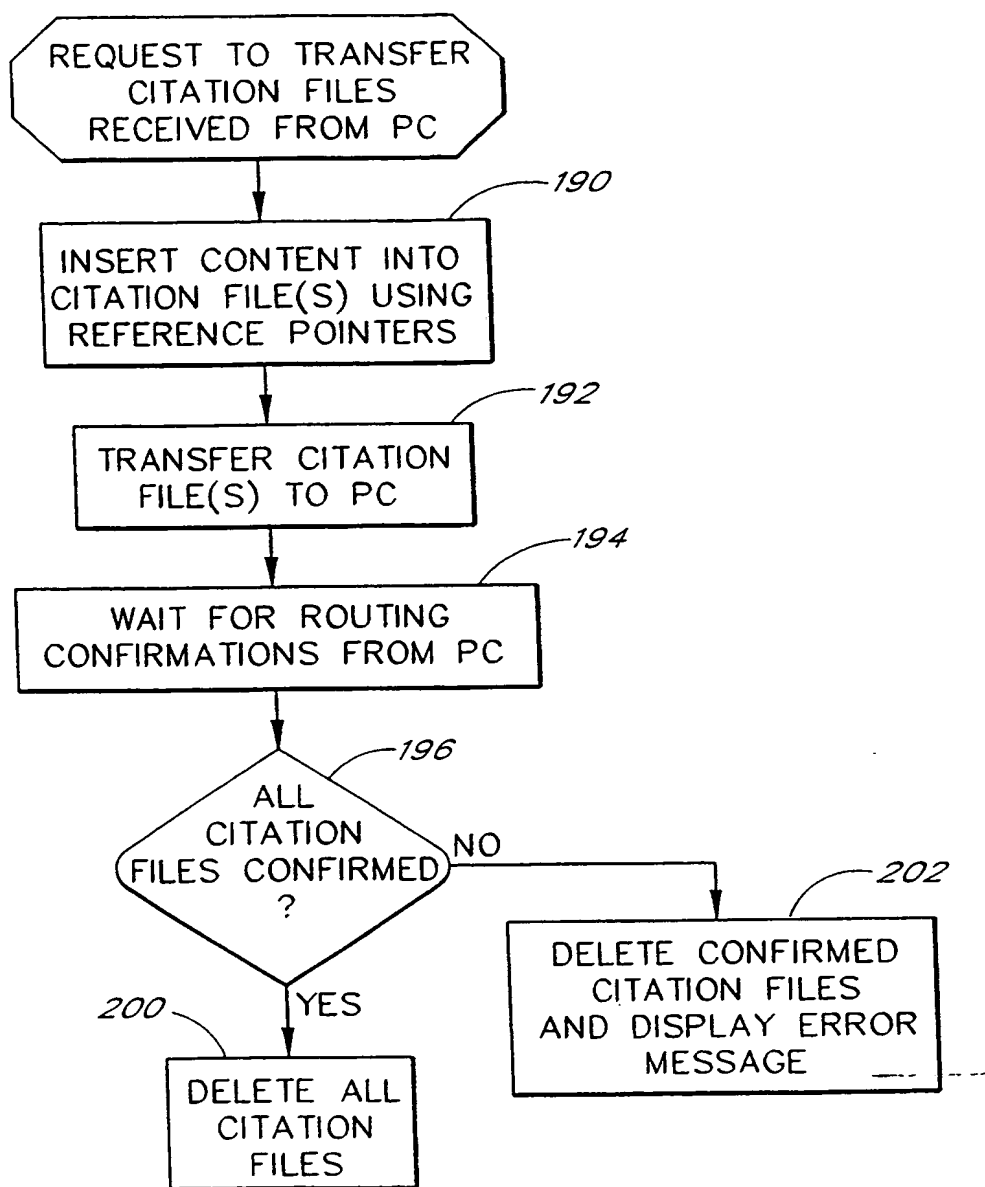 REQUEST TO TRANSFER
CITATION FILES
RECEIVED FROM PC
190
INSERT CONTENT INTO
CITATION FILE(S) USING
REFERENCE POINTERS
192
TRANSFER CITATION
FILE(S) TO PC
194
WAIT FOR ROUTING
CONFIRMATIONS FROM PC
196
ALL
CITATION
FILES CONFIRMED
?
NO
202
DELETE CONFIRMED
CITATION FILES
AND DISPLAY ERROR
MESSAGE
YES
200
DELETE ALL
CITATION
FILES